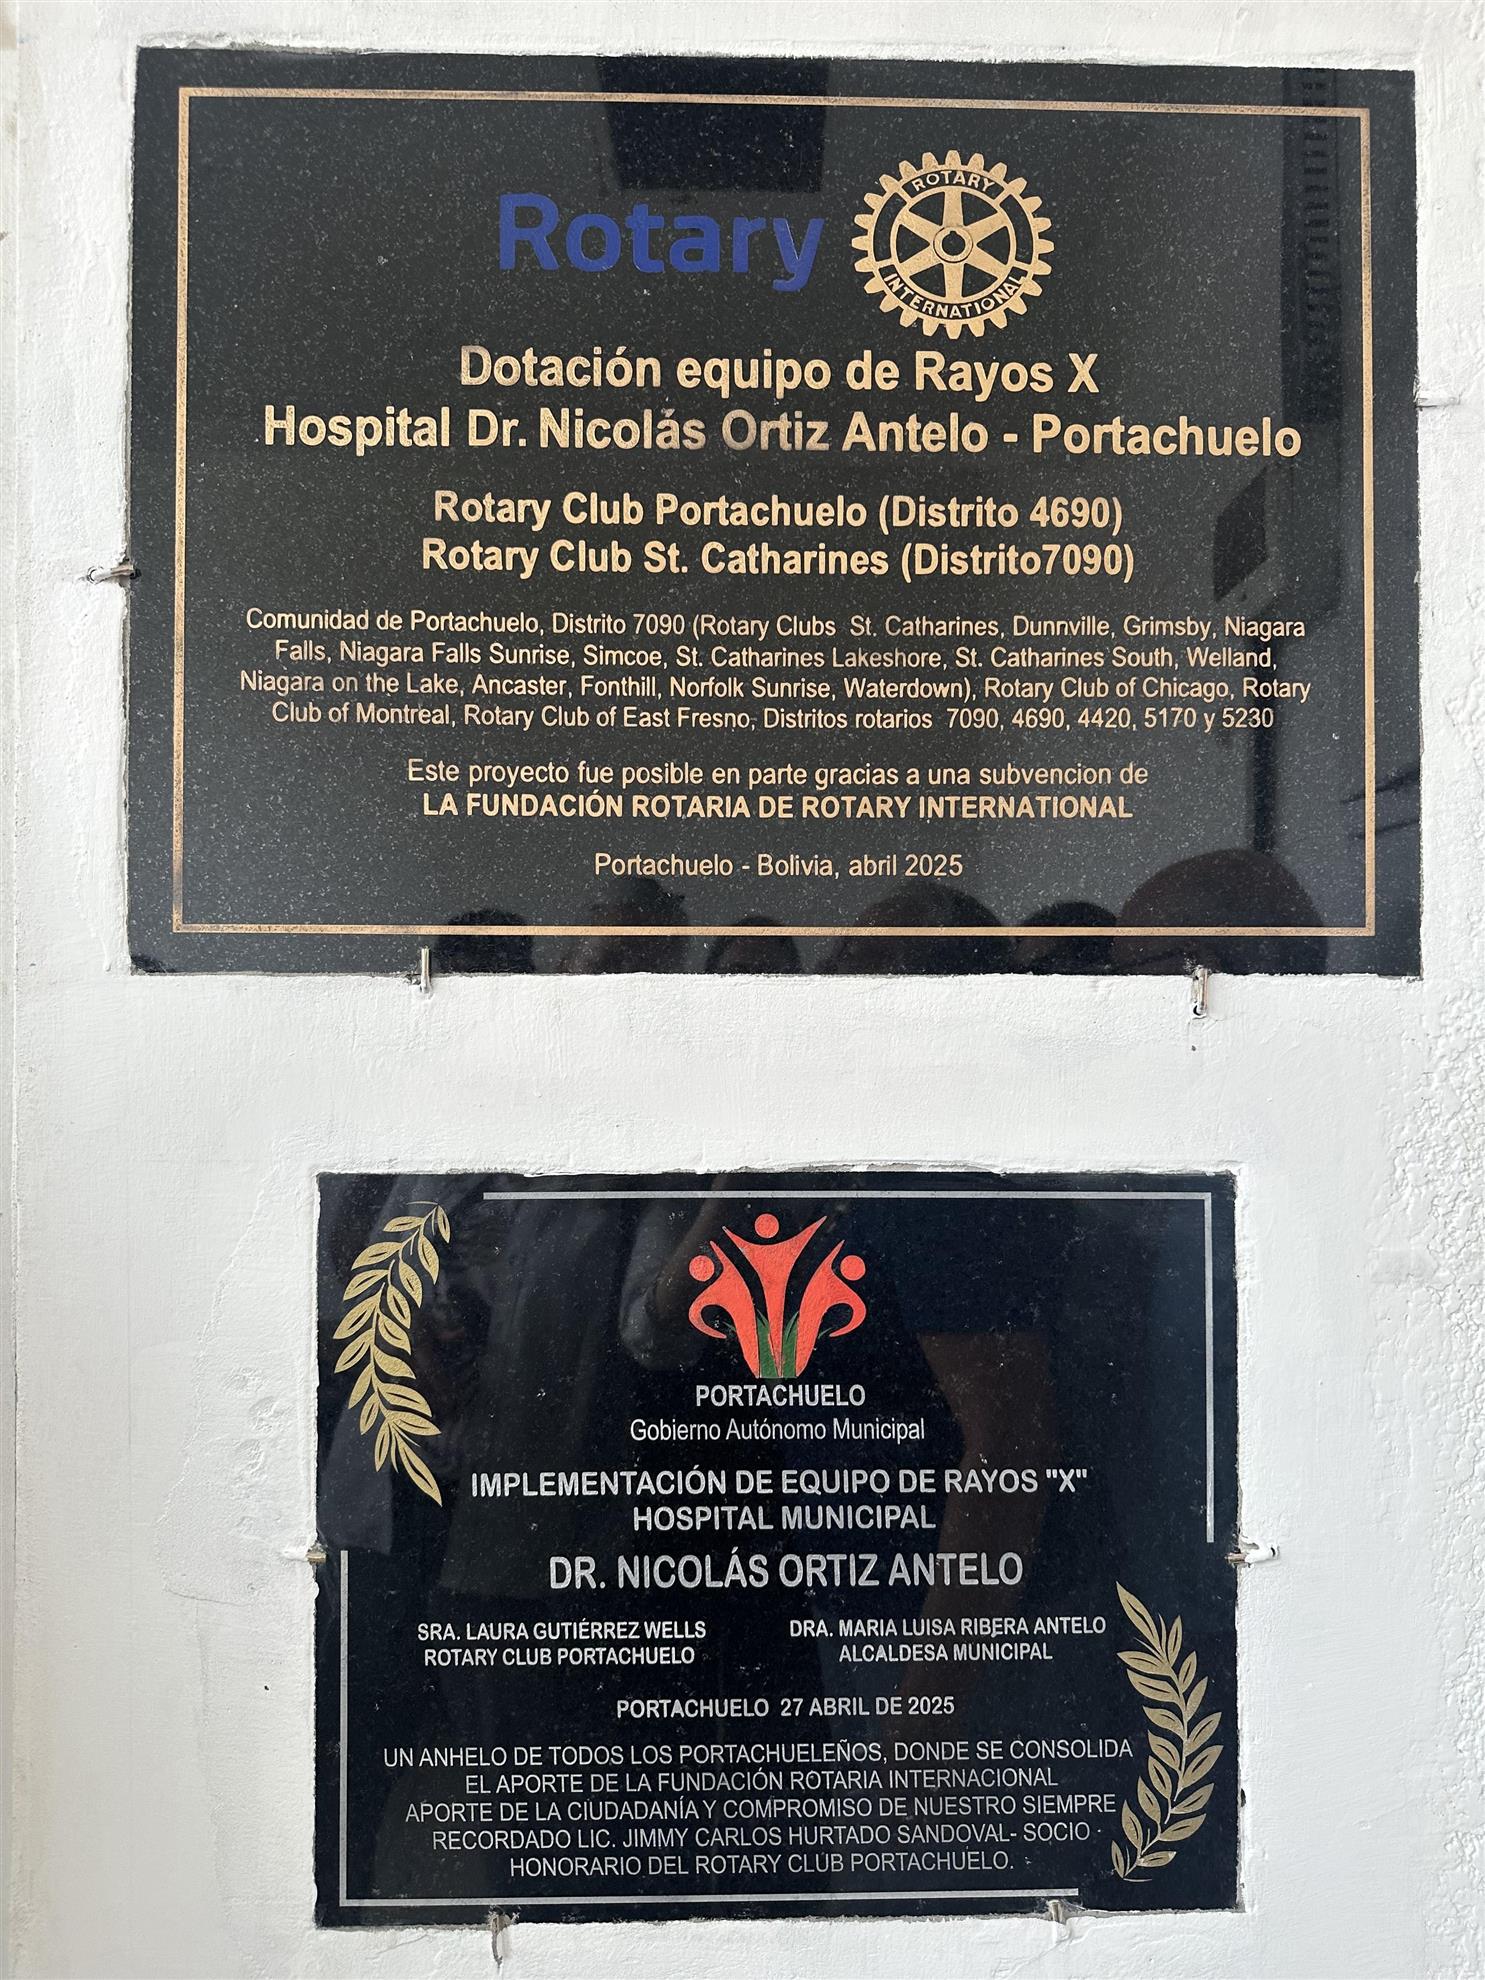 Rotary
ROTARY
INTERNATIONAL
Dotación equipo de Rayos X
Hospital Dr. Nicolás Ortiz Antelo - Portachuelo
Rotary Club Portachuelo (Distrito 4690)
Rotary Club St. Catharines (Distrito7090)
Comunidad de Portachuelo, Distrito 7090 (Rotary Clubs St. Catharines, Dunnville, Grimsby, Niagara
Falls, Niagara Falls Sunrise, Simcoe, St. Catharines Lakeshore, St. Catharines South, Welland,
Niagara on the Lake, Ancaster, Fonthill, Norfolk Sunrise, Waterdown), Rotary Club of Chicago, Rotary
Club of Montreal, Rotary Club of East Fresno, Distritos rotarios 7090, 4690, 4420, 5170 y 5230
Este proyecto fue posible en parte gracias a una subvencion de
LA FUNDACIÓN ROTARIA DE ROTARY INTERNATIONAL
Portachuelo - Bolivia, abril 2025
PORTACHUELO
Gobierno Autónomo Municipal
IMPLEMENTACIÓN DE EQUIPO DE RAYOS "X"
HOSPITAL MUNICIPAL
DR. NICOLÁS ORTIZ ANTELO
SRA. LAURA GUTIÉRREZ WELLS
ROTARY CLUB PORTACHUELO
DRA. MARIA LUISA RIBERA ANTELO
ALCALDESA MUNICIPAL
PORTACHUELO 27 ABRIL DE 2025
UN ANHELO DE TODOS LOS PORTACHUELEÑOS, DONDE SE CONSOLIDA
EL APORTE DE LA FUNDACIÓN ROTARIA INTERNACIONAL
APORTE DE LA CIUDADANÍA Y COMPROMISO DE NUESTRO SIEMPRE
RECORDADO LIC. JIMMY CARLOS HURTADO SANDOVAL- SOCIO
HONORARIO DEL ROTARY CLUB PORTACHUELO.